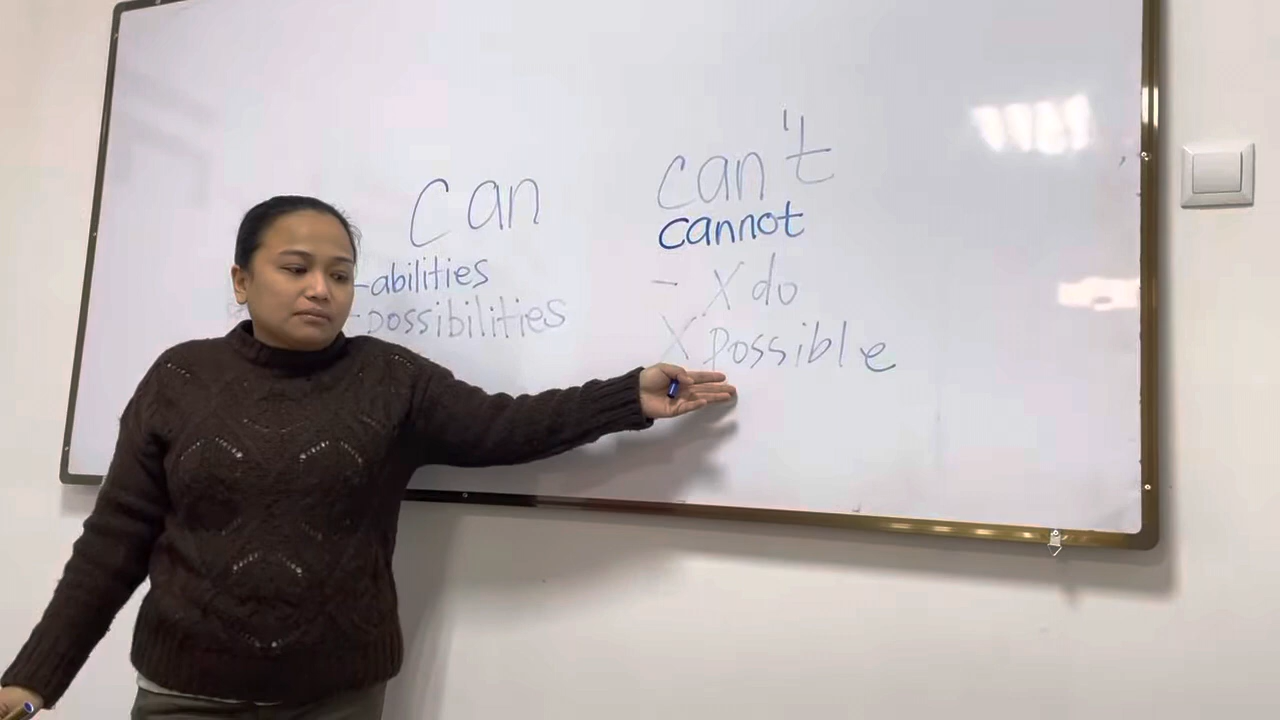 can
-abilities
-possibilities
can't
cannot
- X do
X possible